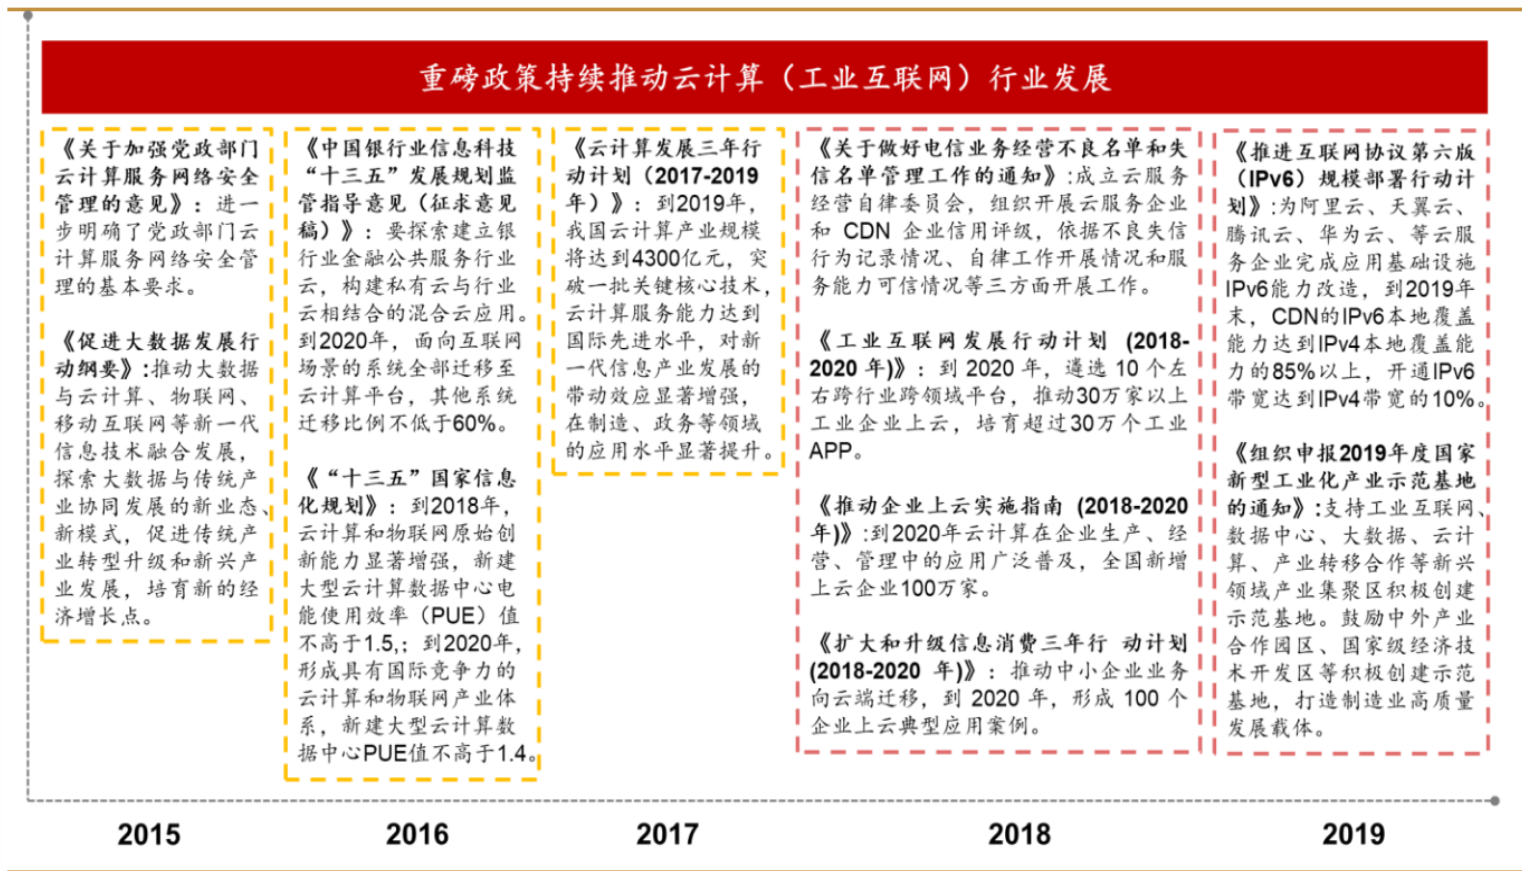 重磅政策持续推动云计算（工业互联网）行业发展
《关于加强党政部门
云计算服务网络安全
管理的意见》：进一
步明确了党政部门云
计算服务网络安全管
理的基本要求。
《促进大数据发展行
动纲要》:推动大数据
与云计算、物联网、
移动互联网等新一代
信息技术融合发展，
探索大数据与传统产
业协同发展的新业态、
新模式，促进传统产
业转型升级和新兴产
业发展，培育新的经
济增长点。
《中国银行业信息科技
“十三五”发展规划监
管指导意见（征求意见
稿）》：要探索建立银
行业金融公共服务行业
云，构建私有云与行业
云相结合的混合云应用。
到2020年，面向互联网
场景的系统全部迁移至
云计算平台，其他系统
迁移比例不低于60%。
《“十三五”国家信息
化规划》：到2018年，
云计算和物联网原始创
新能力显著增强，新建
大型云计算数据中心电
能使用效率（PUE）值
不高于1.5,；到2020年，
形成具有国际竞争力的
云计算和物联网产业体
系，新建大型云计算数
据中心PUE值不高于1.4。
《云计算发展三年行
动计划（2017-2019
年）》：到2019年，
我国云计算产业规模
将达到4300亿元，突
破一批关键核心技术，
云计算服务能力达到
国际先进水平，对新
一代信息产业发展的
带动效应显著增强，
在制造、政务等领域
的应用水平显著提升。
《关于做好电信业务经营不良名单和失
信名单管理工作的通知》:成立云服务
经营自律委员会，组织开展云服务企业
和 CDN 企业信用评级，依据不良失信
行为记录情况、自律工作开展情况和服
务能力可信情况等三方面开展工作。
《工业互联网发展行动计划 (2018-
2020 年)》：到 2020 年，遴选 10 个左
右跨行业跨领域平台，推动30万家以上
工业企业上云，培育超过30万个工业
APP。
《推动企业上云实施指南 (2018-2020
年)》:到2020年云计算在企业生产、经
营、管理中的应用广泛普及，全国新增
上云企业100万家。
《扩大和升级信息消费三年行 动计划
(2018-2020 年)》：推动中小企业业务
向云端迁移，到 2020 年，形成 100 个
企业上云典型应用案例。
《推进互联网协议第六版
（IPv6）规模部署行动计
划》:为阿里云、天翼云、
腾讯云、华为云、等云服
务企业完成应用基础设施
IPv6能力改造，到2019年
末，CDN的IPv6本地覆盖
能力达到IPv4本地覆盖能
力的85%以上，开通IPv6
带宽达到IPv4带宽的10%。
《组织申报2019年度国家
新型工业化产业示范基地
的通知》:支持工业互联网、
数据中心、大数据、云计
算、产业转移合作等新兴
领域产业集聚区积极创建
示范基地。鼓励中外产业
合作园区、国家级经济技
术开发区等积极创建示范
基地，打造制造业高质量
发展载体。
2015
2016
2017
2018
2019